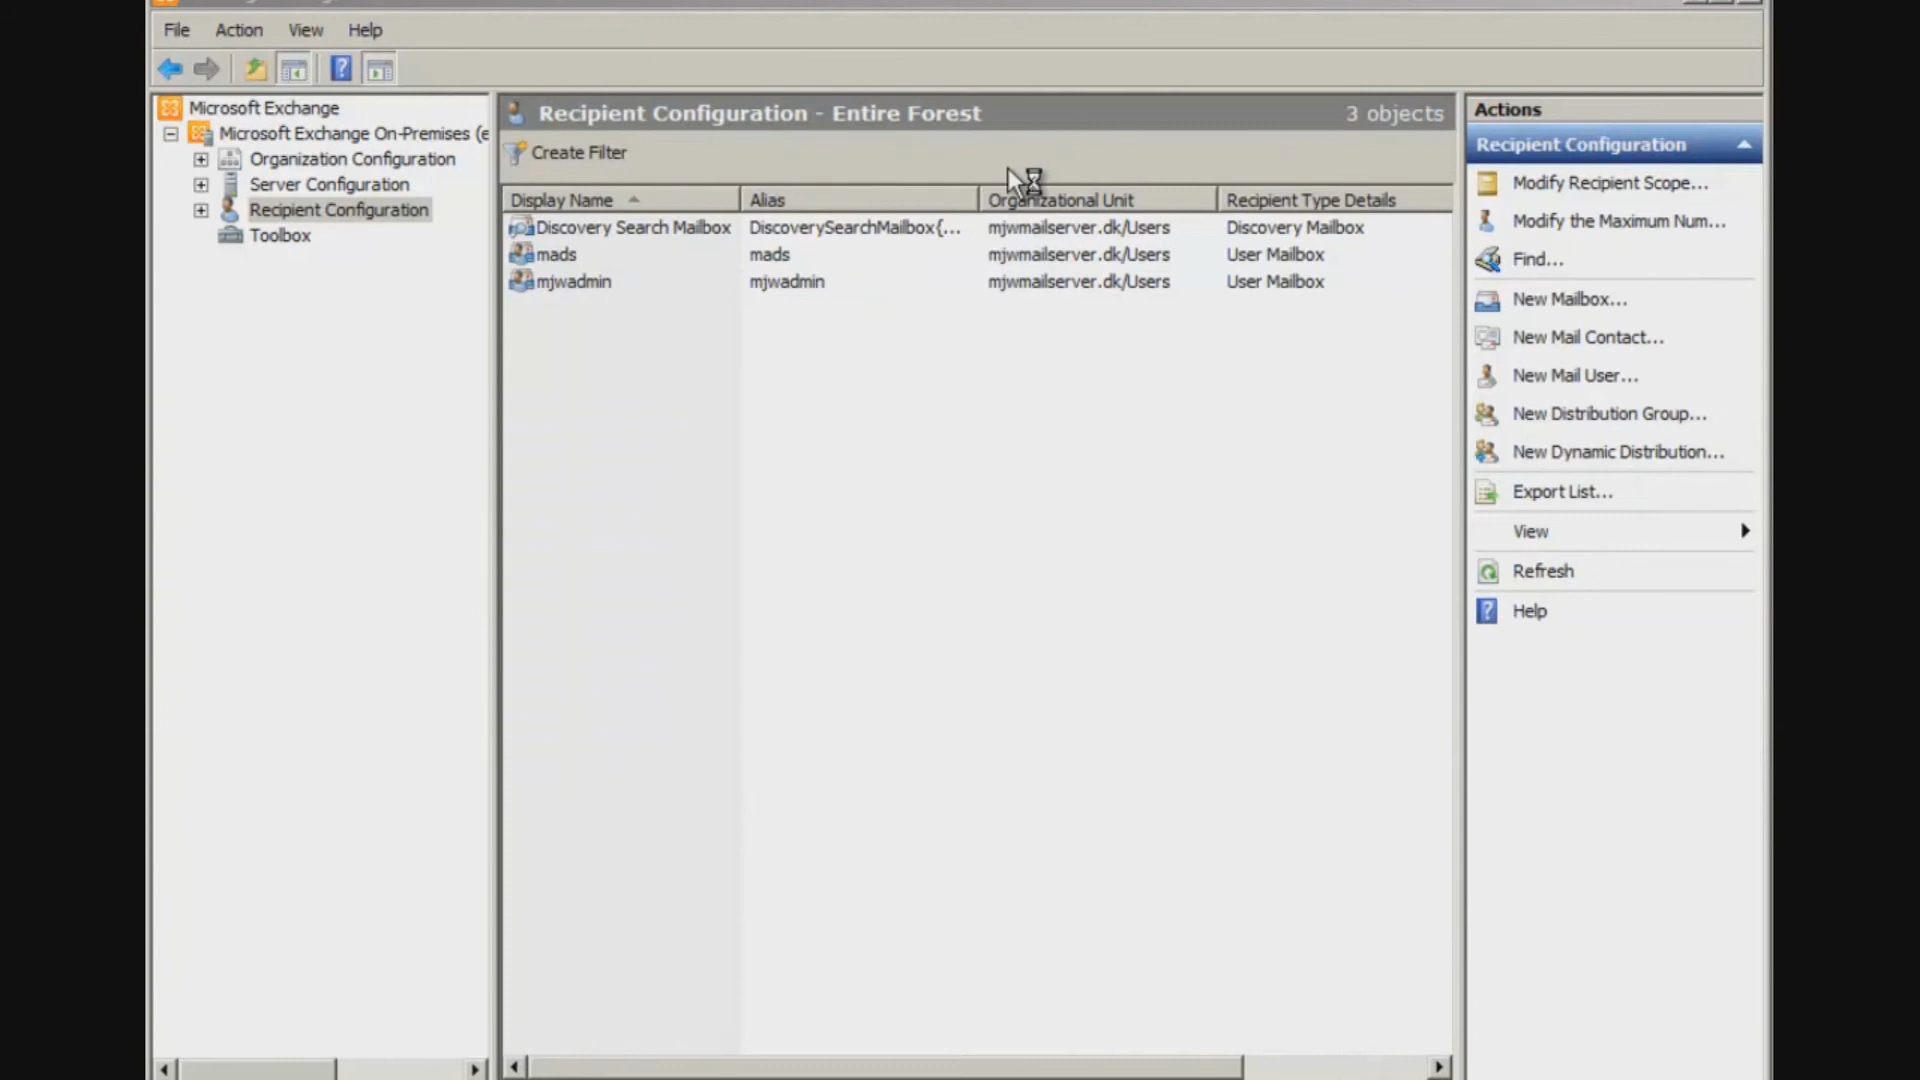 File Action View Help
Microsoft Exchange
Microsoft Exchange On-Premises (e
Organization Configuration
Server Configuration
Recipient Configuration
Toolbox
Recipient Configuration - Entire Forest 3 objects
Create Filter
Display Name Alias Organizational Unit Recipient Type Details
Discovery Search Mailbox DiscoverySearchMailbox{... mjwmailserver.dk/Users Discovery Mailbox
mads mads mjwmailserver.dk/Users User Mailbox
mjwadmin mjwadmin mjwmailserver.dk/Users User Mailbox
Actions
Recipient Configuration
Modify Recipient Scope...
Modify the Maximum Num...
Find...
New Mailbox...
New Mail Contact...
New Mail User...
New Distribution Group...
New Dynamic Distribution...
Export List...
View
Refresh
Help